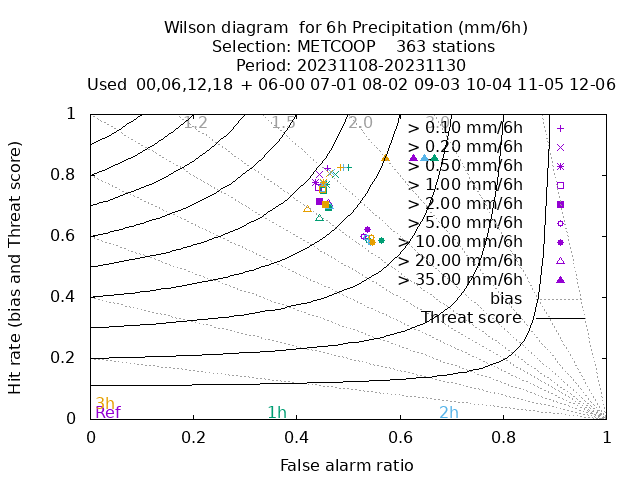 Wilson diagram for 6h Precipitation (mm/6h)
Selection: METCOOP 363 stations
Period: 20231108-20231130
Used 00,06,12,18 + 06-00 07-01 08-02 09-03 10-04 11-05 12-06
Hit rate (bias and Threat score)
1
0.8
0.6
0.4
0.2
0
1.2 1.5 2.0 3.0
> 0.10 mm/6h
> 0.20 mm/6h
> 0.50 mm/6h
> 1.00 mm/6h
> 2.00 mm/6h
> 5.00 mm/6h
> 10.00 mm/6h
> 20.00 mm/6h
> 35.00 mm/6h
bias
Threat score
3h
Ref 1h 2h
0 0.2 0.4 0.6 0.8 1
False alarm ratio